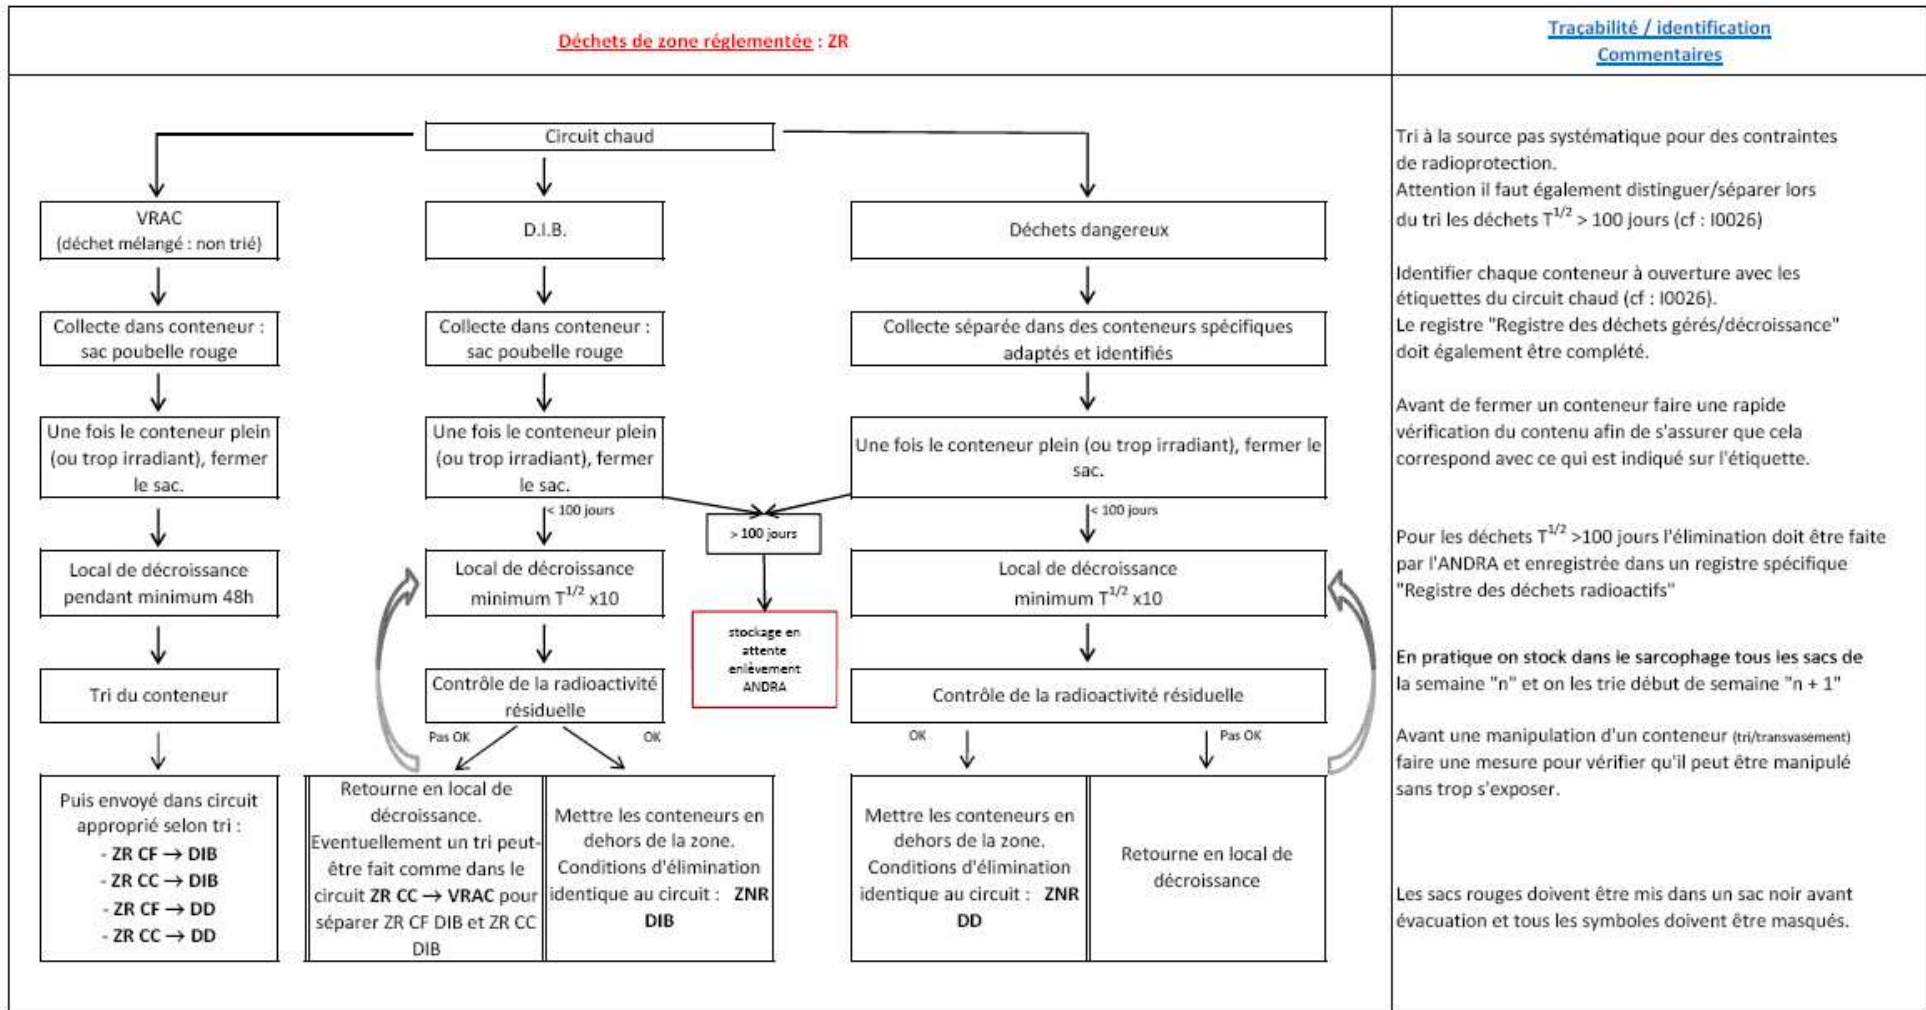 Déchets de zone réglementée : ZR
Traçabilité / identification
Commentaires
Circuit chaud
VRAC
(déchet mélangé : non trié)
D.I.B.
Déchets dangereux
Collecte dans conteneur :
sac poubelle rouge
Collecte dans conteneur :
sac poubelle rouge
Collecte séparée dans des conteneurs spécifiques
adaptés et identifiés
Une fois le conteneur plein
(ou trop irradiant), fermer
le sac.
Une fois le conteneur plein
(ou trop irradiant), fermer
le sac.
Une fois le conteneur plein (ou trop irradiant), fermer le
sac.
< 100 jours
> 100 jours
< 100 jours
Local de décroissance
pendant minimum 48h
Local de décroissance
minimum T^1/2 x10
stockage en
attente
enlèvement
ANDRA
Local de décroissance
minimum T^1/2 x10
Tri du conteneur
Contrôle de la radioactivité
résiduelle
Contrôle de la radioactivité résiduelle
Pas OK
OK
OK
Pas OK
Puis envoyé dans circuit
approprié selon tri :
- ZR CF → DIB
- ZR CC → DIB
- ZR CF → DD
- ZR CC → DD
Retourne en local de
décroissance.
Eventuellement un tri peut-
être fait comme dans le
circuit ZR CC → VRAC pour
séparer ZR CF DIB et ZR CC
DIB
Mettre les conteneurs en
dehors de la zone.
Conditions d'élimination
identique au circuit : ZNR
DIB
Mettre les conteneurs en
dehors de la zone.
Conditions d'élimination
identique au circuit : ZNR
DD
Retourne en local de
décroissance
Tri à la source pas systématique pour des contraintes
de radioprotection.
Attention il faut également distinguer/séparer lors
du tri les déchets T^1/2 > 100 jours (cf : I0026)
Identifier chaque conteneur à ouverture avec les
étiquettes du circuit chaud (cf : I0026).
Le registre "Registre des déchets gérés/décroissance"
doit également être complété.
Avant de fermer un conteneur faire une rapide
vérification du contenu afin de s'assurer que cela
correspond avec ce qui est indiqué sur l'étiquette.
Pour les déchets T^1/2 >100 jours l'élimination doit être faite
par l'ANDRA et enregistrée dans un registre spécifique
"Registre des déchets radioactifs"
En pratique on stock dans le sarcophage tous les sacs de
la semaine "n" et on les trie début de semaine "n + 1"
Avant une manipulation d'un conteneur (tri/transvasement)
faire une mesure pour vérifier qu'il peut être manipulé
sans trop s'exposer.
Les sacs rouges doivent être mis dans un sac noir avant
évacuation et tous les symboles doivent être masqués.